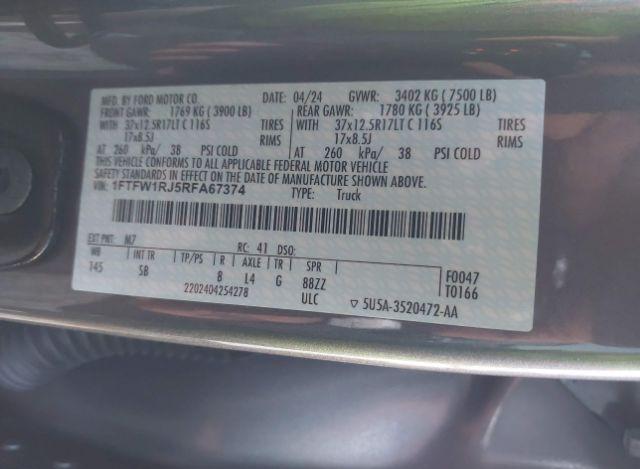 MFD. BY FORD MOTOR CO. DATE: 04/24 GVWR: 3402 KG ( 7500 LB)
FRONT GAWR: 1769 KG ( 3900 LB) REAR GAWR: 1780 KG ( 3925 LB)
WITH 37x12.5R17LT C 116S TIRES WITH 37x12.5R17LT C 116S TIRES
17x8.5J RIMS 17x8.5J RIMS
AT 260 kPa/ 38 PSI COLD AT 260 kPa/ 38 PSI COLD
THIS VEHICLE CONFORMS TO ALL APPLICABLE FEDERAL MOTOR VEHICLE
SAFETY STANDARDS IN EFFECT ON THE DATE OF MANUFACTURE SHOWN ABOVE.
VIN: 1FTFW1RJ5RFA67374
TYPE: Truck
EXT PNT: M7 RC: 41 DSO:
WB INT TR TP/PS R AXLE TR SPR
145 SB 8 L4 G 88ZZ F0047
2202404254278 ULC T0166
▽ 5U5A-3520472-AA